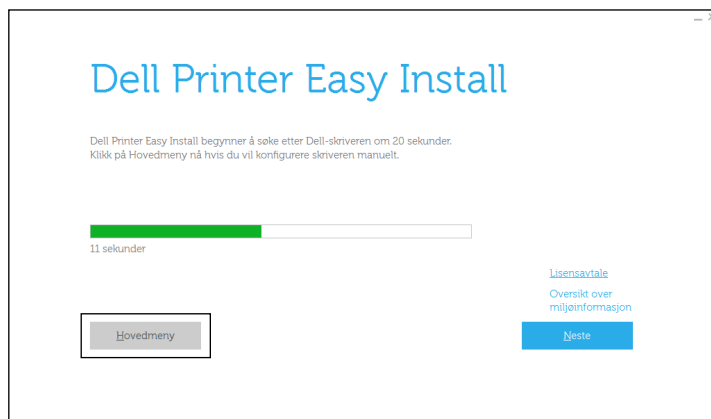 Dell Printer Easy Install
Dell Printer Easy Install begynner å søke etter Dell-skriveren om 20 sekunder.
Klikk på Hovedmeny nå hvis du vil konfigurere skriveren manuelt.
11 sekunder
Lisensavtale
Oversikt over
miljøinformasjon
Hovedmeny
Neste